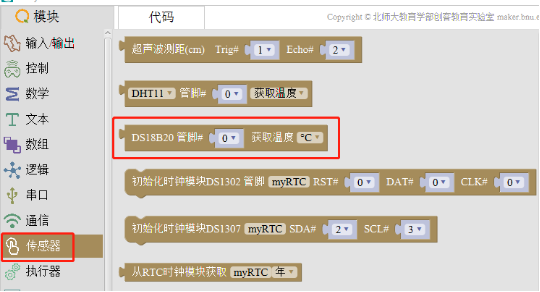 模块
代码
Copyright © 北师大教育学部创客教育实验室 maker.bnu.
输入/输出
控制
数学
文本
数组
逻辑
串口
通信
传感器
执行器
超声波测距(cm) Trig# 1 Echo# 2
DHT11 管脚# 0 获取温度
DS18B20 管脚# 0 获取温度 ℃
初始化时钟模块DS1302 管脚 myRTC RST# 0 DAT# 0 CLK# 0
初始化时钟模块DS1307 myRTC SDA# 2 SCL# 3
从RTC时钟模块获取 myRTC 年